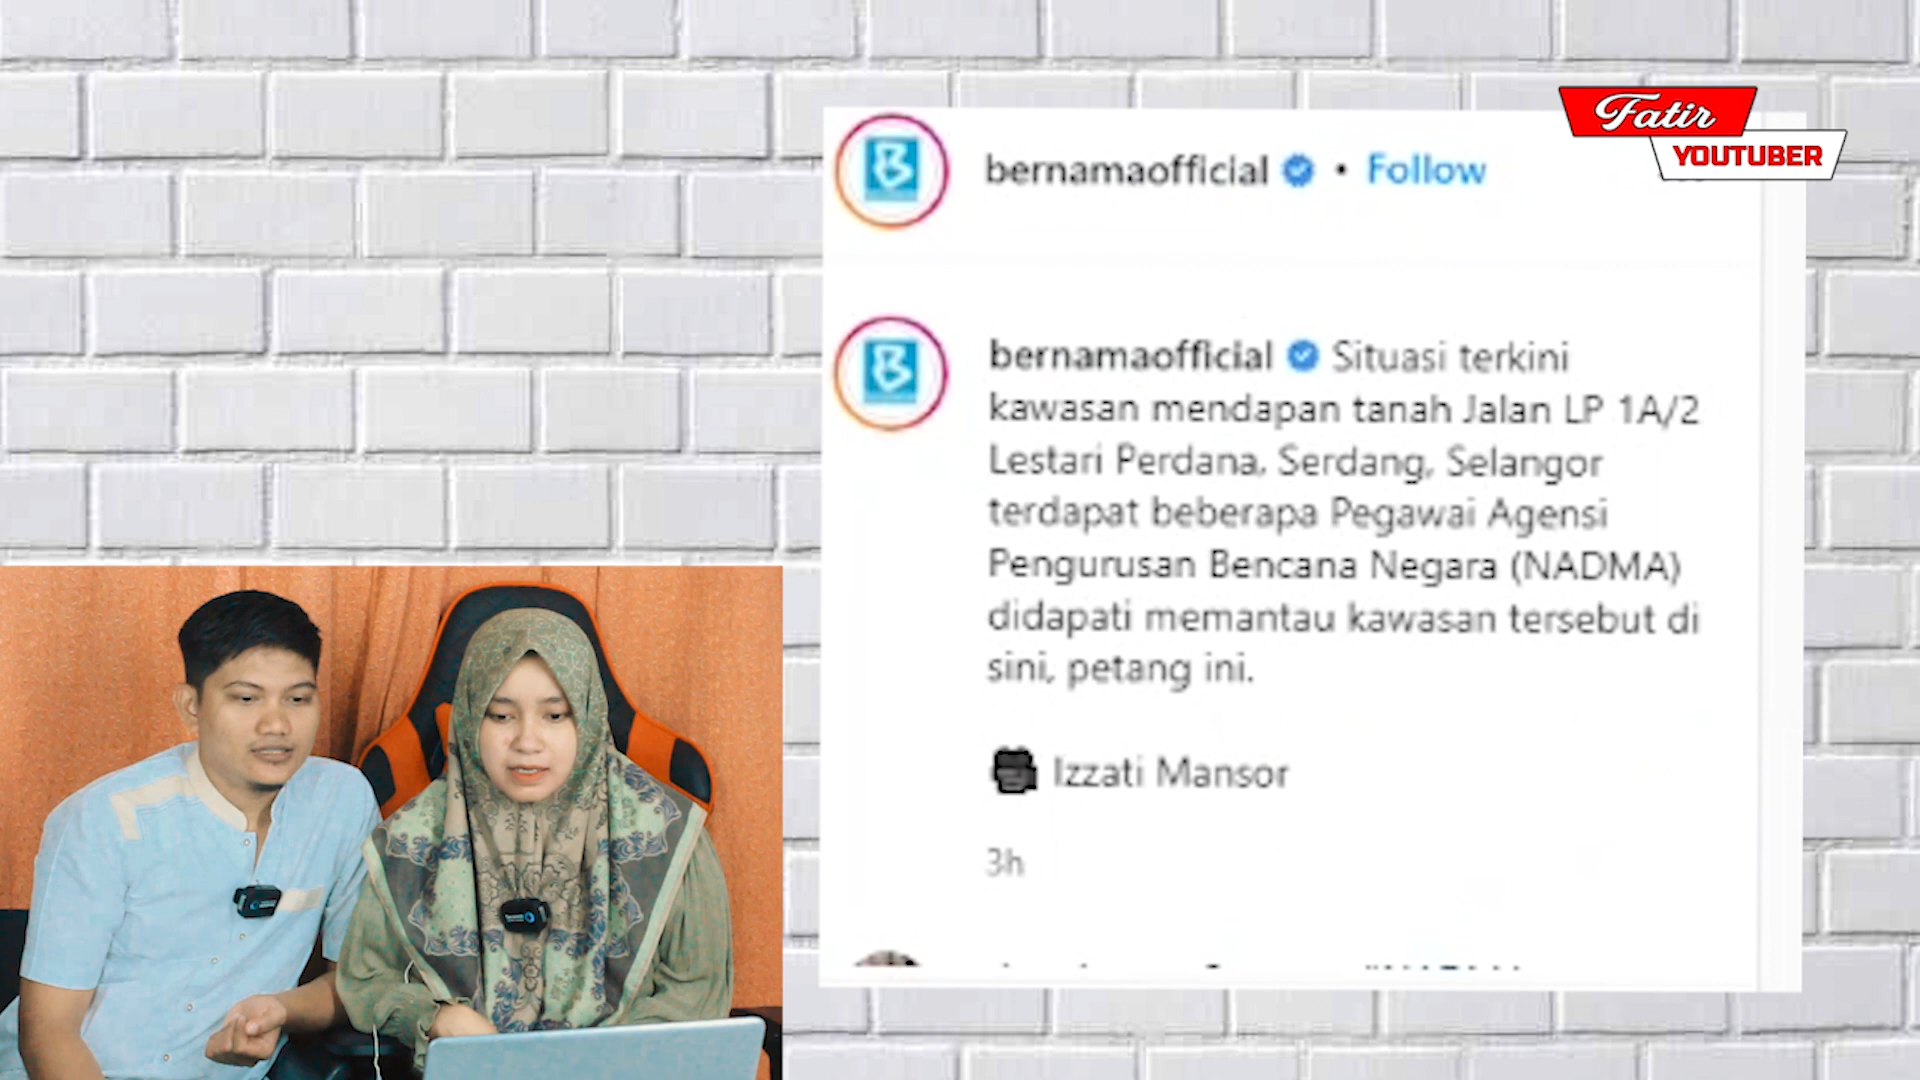 Fatir
YOUTUBER
bernamaofficial • Follow
bernamaofficial Situasi terkini
kawasan mendapan tanah Jalan LP 1A/2
Lestari Perdana, Serdang, Selangor
terdapat beberapa Pegawai Agensi
Pengurusan Bencana Negara (NADMA)
didapati memantau kawasan tersebut di
sini, petang ini.
Izzati Mansor
3h